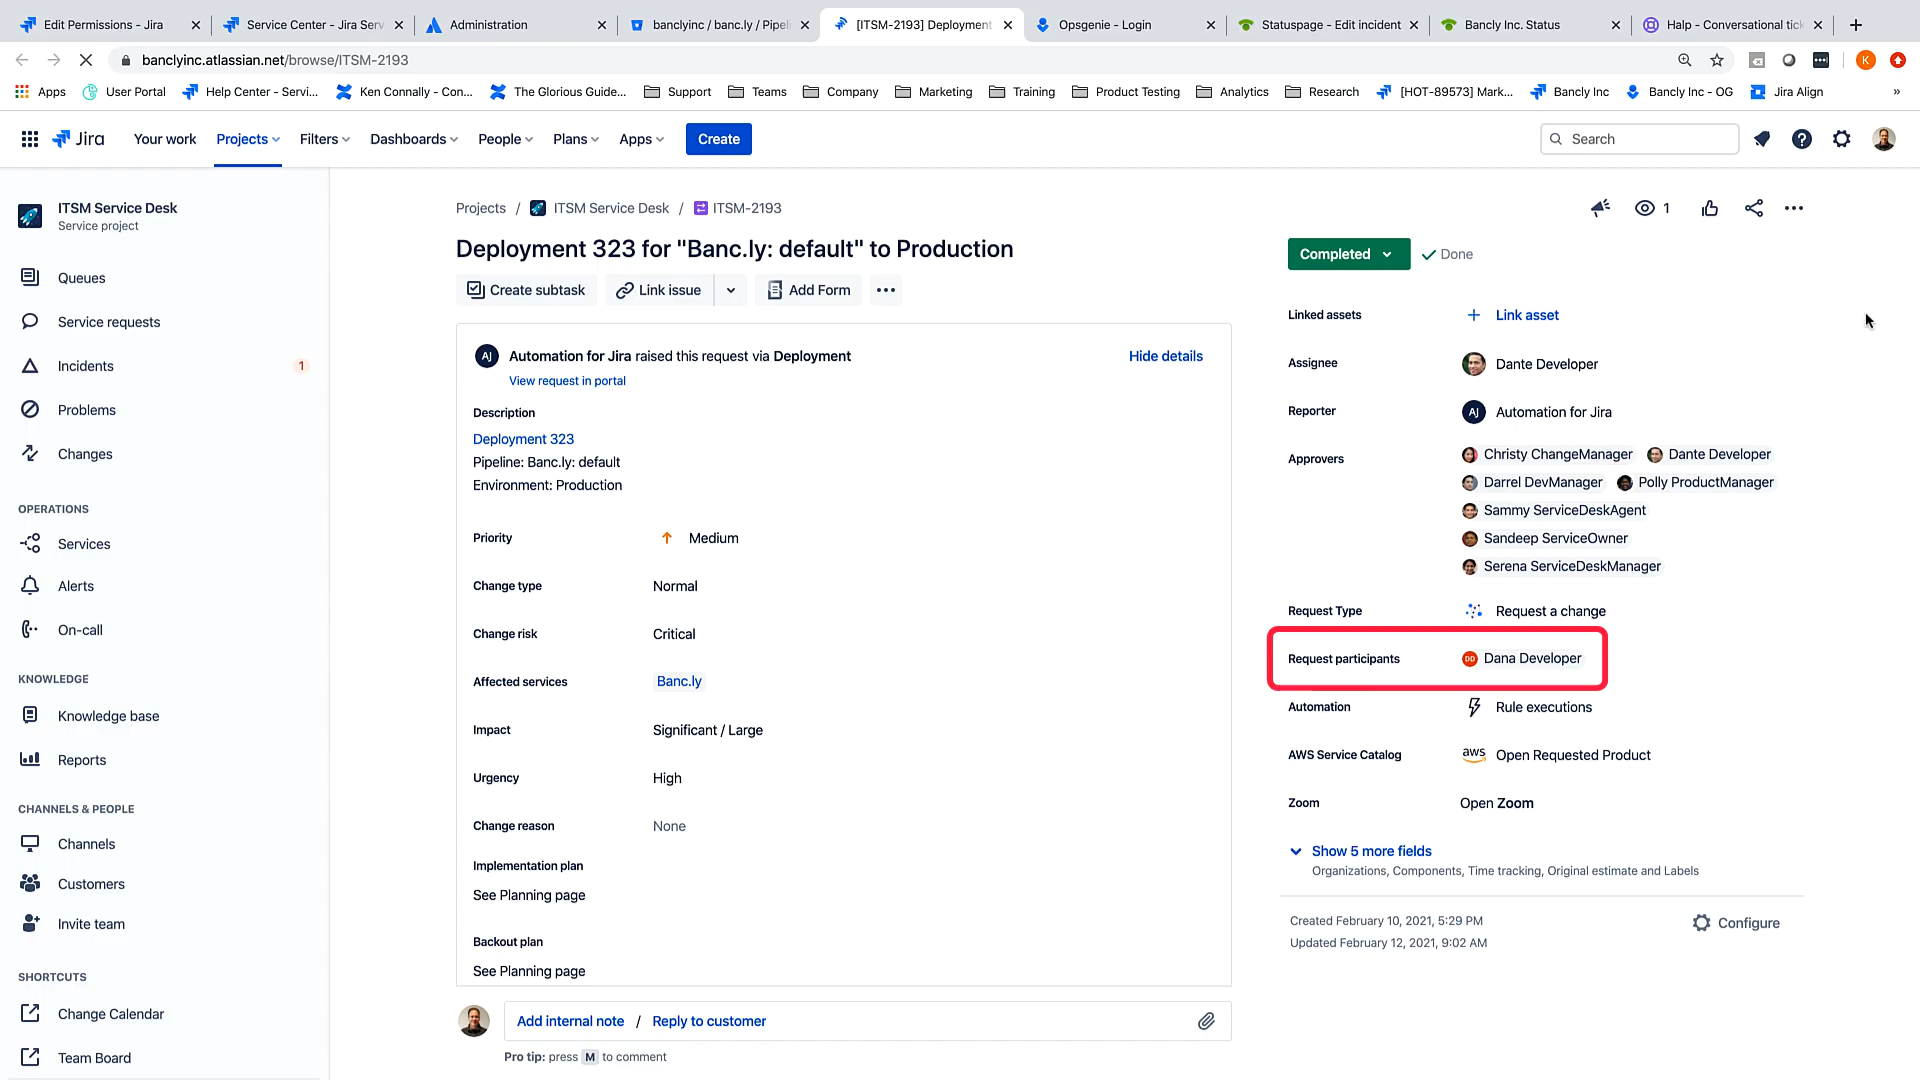 Edit Permissions - Jira
Service Center - Jira Serv
Administration
banclyinc / banc.ly / Pipeli
[ITSM-2193] Deployment
Opsgenie - Login
Statuspage - Edit incident
Bancly Inc. Status
Halp - Conversational tick
banclyinc.atlassian.net/browse/ITSM-2193
K
Apps
User Portal
Help Center - Servi...
Ken Connally - Con...
The Glorious Guide...
Support
Teams
Company
Marketing
Training
Product Testing
Analytics
Research
[HOT-89573] Mark...
Bancly Inc
Bancly Inc - OG
Jira Align
»
Jira
Your work
Projects
Filters
Dashboards
People
Plans
Apps
Create
Search
ITSM Service Desk
Service project
Queues
Service requests
Incidents
1
Problems
Changes
OPERATIONS
Services
Alerts
On-call
KNOWLEDGE
Knowledge base
Reports
CHANNELS & PEOPLE
Channels
Customers
Invite team
SHORTCUTS
Change Calendar
Team Board
Projects / ITSM Service Desk / ITSM-2193
Deployment 323 for "Banc.ly: default" to Production
Create subtask
Link issue
Add Form
AJ
Automation for Jira raised this request via Deployment
Hide details
View request in portal
Description
Deployment 323
Pipeline: Banc.ly: default
Environment: Production
Priority
Medium
Change type
Normal
Change risk
Critical
Affected services
Banc.ly
Impact
Significant / Large
Urgency
High
Change reason
None
Implementation plan
See Planning page
Backout plan
See Planning page
Add internal note / Reply to customer
Pro tip: press M to comment
1
Completed
Done
Linked assets
Link asset
Assignee
Dante Developer
Reporter
AJ
Automation for Jira
Approvers
Christy ChangeManager
Dante Developer
Darrel DevManager
Polly ProductManager
Sammy ServiceDeskAgent
Sandeep ServiceOwner
Serena ServiceDeskManager
Request Type
Request a change
Request participants
DD
Dana Developer
Automation
Rule executions
AWS Service Catalog
aws
Open Requested Product
Zoom
Open Zoom
Show 5 more fields
Organizations, Components, Time tracking, Original estimate and Labels
Created February 10, 2021, 5:29 PM
Updated February 12, 2021, 9:02 AM
Configure